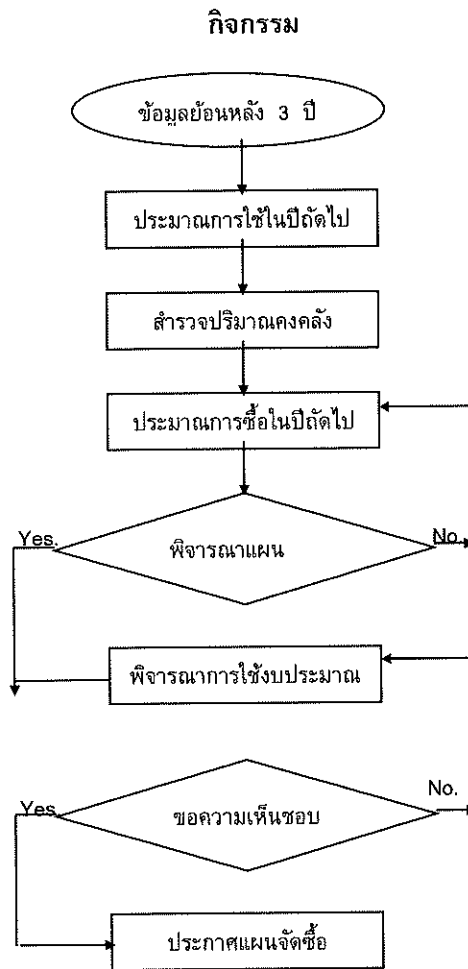 กิจกรรม
ข้อมูลย้อนหลัง 3 ปี
ประมาณการใช้ในปีถัดไป
สำรวจปริมาณคงคลัง
ประมาณการซื้อในปีถัดไป
Yes.
พิจารณาแผน
No.
พิจารณาการใช้งบประมาณ
Yes
ขอความเห็นชอบ
No.
ประกาศแผนจัดซื้อ